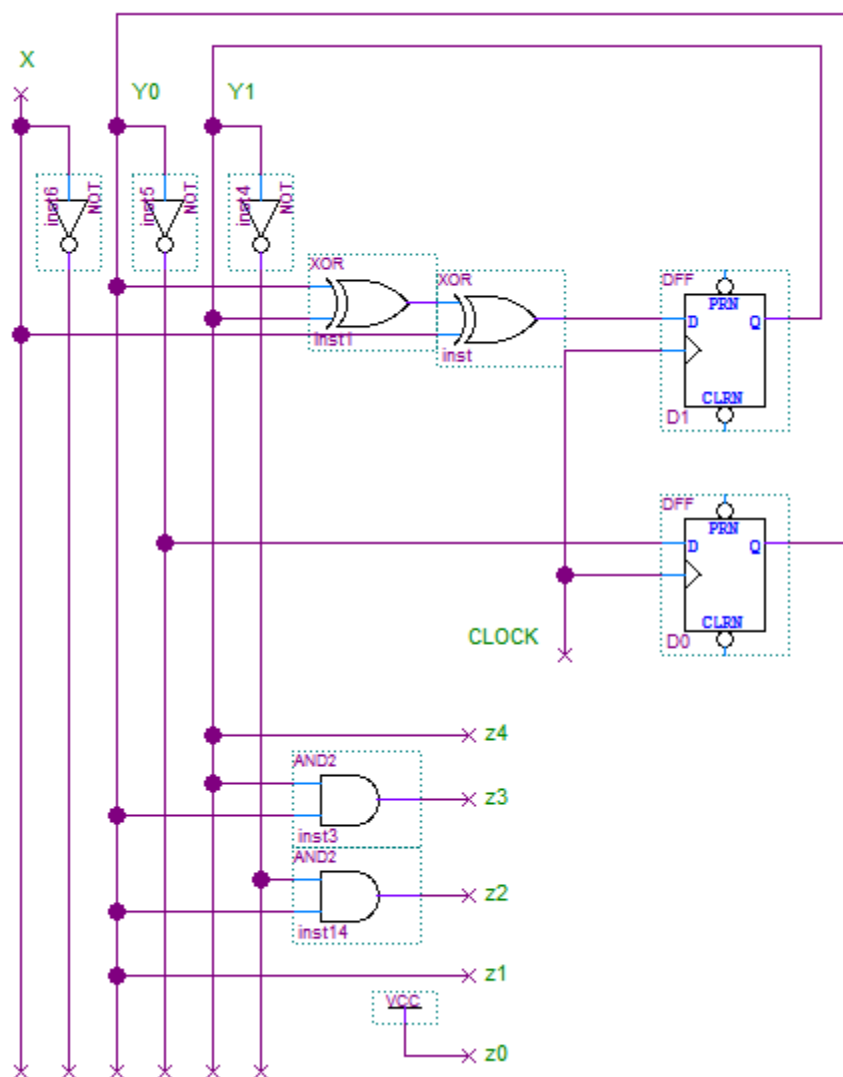 X
Y0
Y1
inst6
NOT
inst5
NOT
inst4
NOT
XOR
inst1
XOR
inst
DFF
PRN
D
Q
CLRN
D1
DFF
PRN
D
Q
CLRN
D0
CLOCK
z4
AND2
z3
inst3
AND2
z2
inst14
z1
VCC
z0